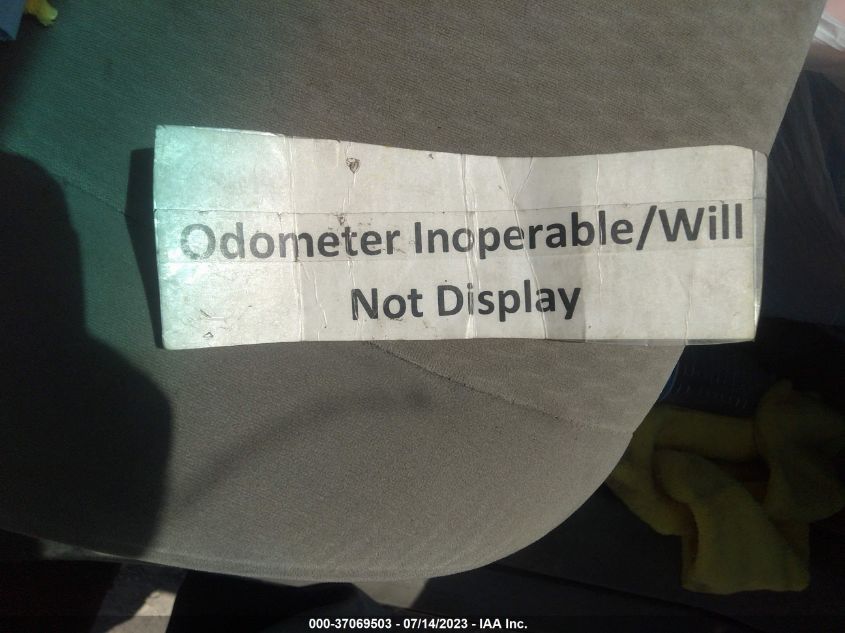 Odometer Inoperable/Will
Not Display
000-37069503 - 07/14/2023 - IAA Inc.